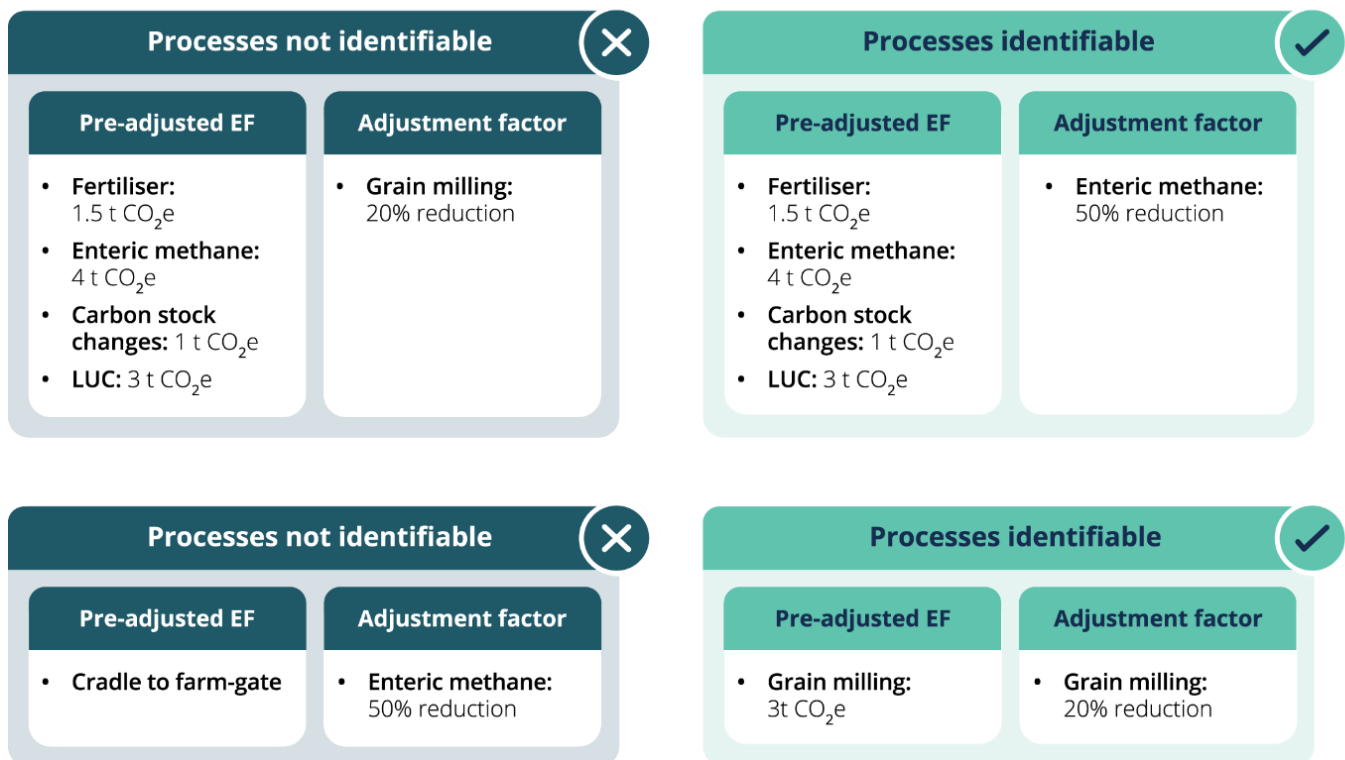 Processes not identifiable
Pre-adjusted EF
• Fertiliser:
1.5 t CO₂e
• Enteric methane:
4 t CO₂e
• Carbon stock
changes: 1 t CO₂e
• LUC: 3 t CO₂e
Adjustment factor
• Grain milling:
20% reduction
Processes identifiable
Pre-adjusted EF
• Fertiliser:
1.5 t CO₂e
• Enteric methane:
4 t CO₂e
• Carbon stock
changes: 1 t CO₂e
• LUC: 3 t CO₂e
Adjustment factor
• Enteric methane:
50% reduction
Processes not identifiable
Pre-adjusted EF
• Cradle to farm-gate
Adjustment factor
• Enteric methane:
50% reduction
Processes identifiable
Pre-adjusted EF
• Grain milling:
3t CO₂e
Adjustment factor
• Grain milling:
20% reduction